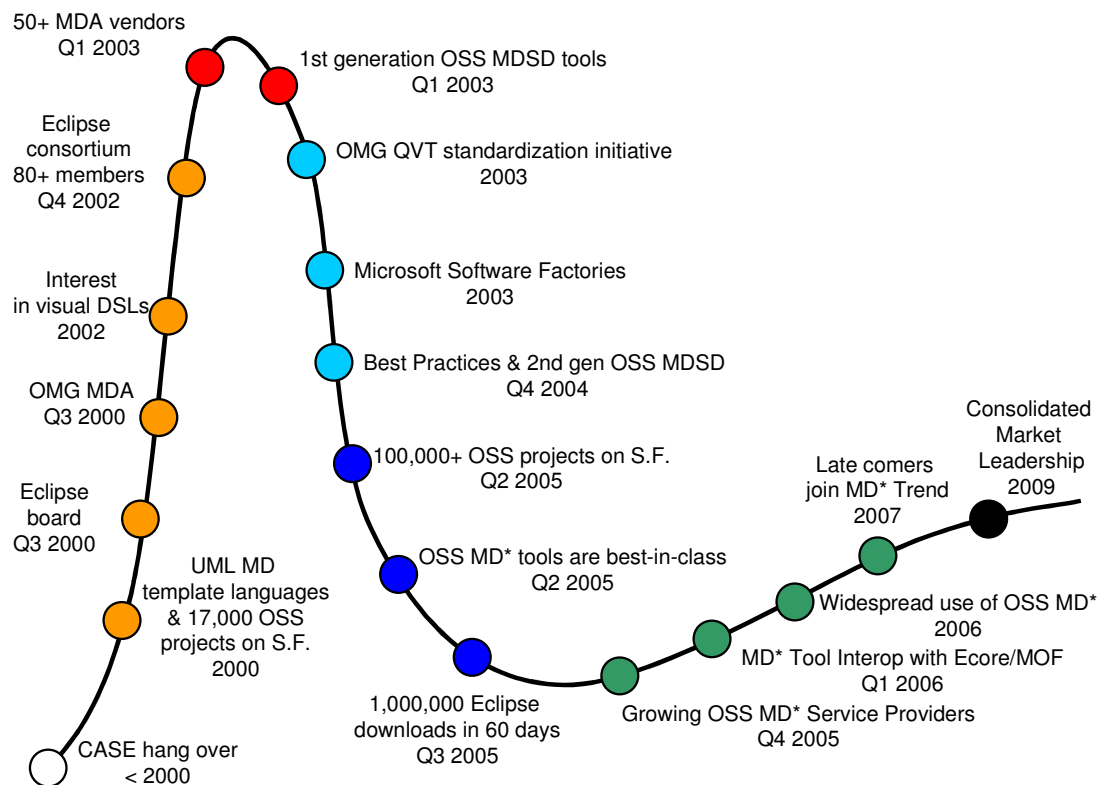 50+ MDA vendors
Q1 2003
1st generation OSS MDSD tools
Q1 2003
Eclipse
consortium
80+ members
Q4 2002
OMG QVT standardization initiative
2003
Interest
in visual DSLs
2002
Microsoft Software Factories
2003
OMG MDA
Q3 2000
Best Practices & 2nd gen OSS MDSD
Q4 2004
Eclipse
board
Q3 2000
100,000+ OSS projects on S.F.
Q2 2005
UML MD
template languages
& 17,000 OSS
projects on S.F.
2000
OSS MD* tools are best-in-class
Q2 2005
CASE hang over
< 2000
1,000,000 Eclipse
downloads in 60 days
Q3 2005
Growing OSS MD* Service Providers
Q4 2005
MD* Tool Interop with Ecore/MOF
Q1 2006
Widespread use of OSS MD*
2006
Late comers
join MD* Trend
2007
Consolidated
Market
Leadership
2009